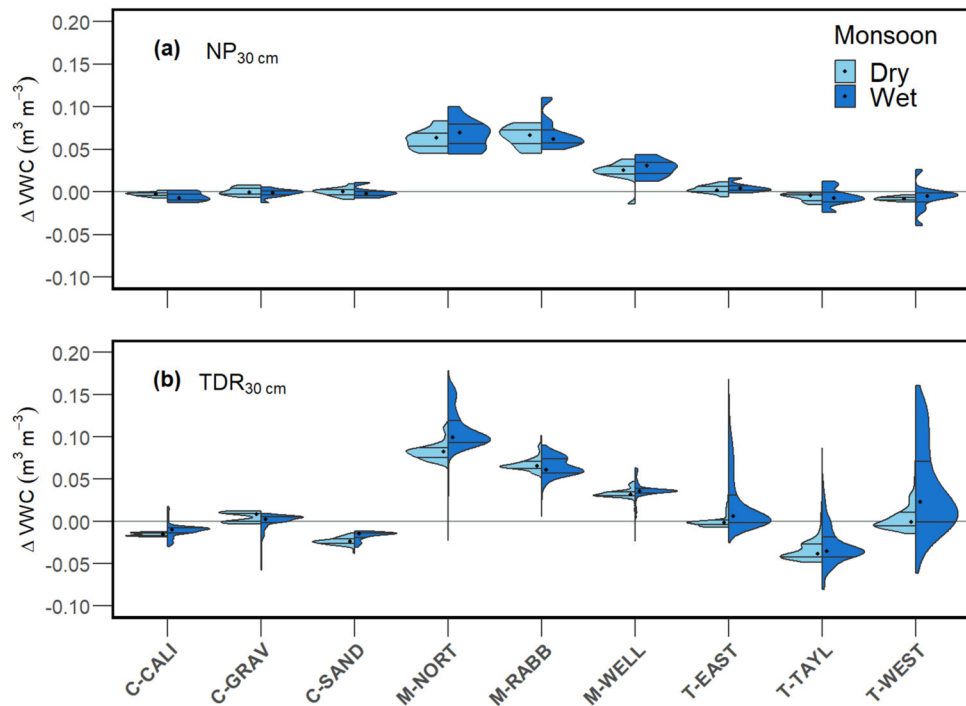 (a) NP30 cm
Monsoon
Dry
Wet
Δ VWC (m³ m⁻³)
0.20
0.15
0.10
0.05
0.00
-0.05
-0.10
(b) TDR30 cm
Δ VWC (m³ m⁻³)
0.20
0.15
0.10
0.05
0.00
-0.05
-0.10
C-CALI
C-GRAV
C-SAND
M-NORT
M-RABB
M-WELL
T-EAST
T-TAYL
T-WEST